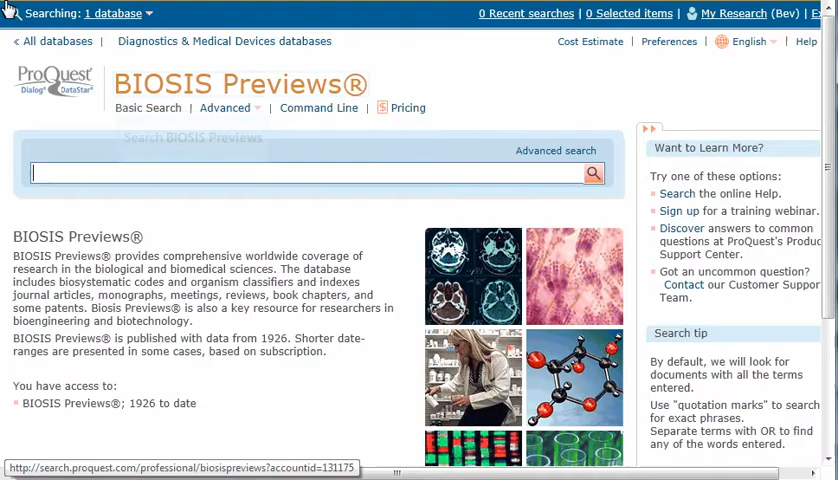 Searching: 1 database
0 Recent searches | 0 Selected items | My Research (Bev) |
« All databases | Diagnostics & Medical Devices databases
Cost Estimate | Preferences | English | Help
ProQuest
Dialog DataStar
BIOSIS Previews®
Basic Search | Advanced | Command Line | $ Pricing
Search BIOSIS Previews
Advanced search
BIOSIS Previews®
BIOSIS Previews® provides comprehensive worldwide coverage of
research in the biological and biomedical sciences. The database
includes biosystematic codes and organism classifiers and indexes
journal articles, monographs, meetings, reviews, book chapters, and
some patents. Biosis Previews® is also a key resource for researchers in
bioengineering and biotechnology.
BIOSIS Previews® is published with data from 1926. Shorter date-
ranges are presented in some cases, based on subscription.
You have access to:
BIOSIS Previews®; 1926 to date
Want to Learn More?
Try one of these options:
Search the online Help.
Sign up for a training webinar.
Discover answers to common
questions at ProQuest's Produc
Support Center.
Got an uncommon question?
Contact our Customer Suppor
Team.
Search tip
By default, we will look for
documents with all the terms
entered.
Use "quotation marks" to search
for exact phrases.
Separate terms with OR to find
any of the words entered.
http://search.proquest.com/professional/biosispreviews?accountid=131175